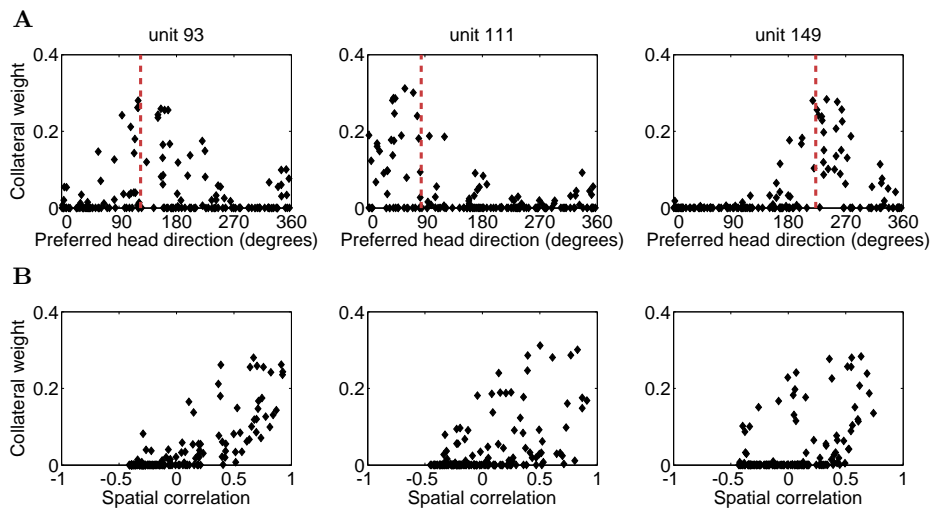 A
unit 93 unit 111 unit 149
Collateral weight
0.4 0.4 0.4
0.2 0.2 0.2
0 0 0
0 90 180 270 360 0 90 180 270 360 0 90 180 270 360
Preferred head direction (degrees) Preferred head direction (degrees) Preferred head direction (degrees)
B
Collateral weight
0.4 0.4 0.4
0.2 0.2 0.2
0 0 0
-1 -0.5 0 0.5 1 -1 -0.5 0 0.5 1 -1 -0.5 0 0.5 1
Spatial correlation Spatial correlation Spatial correlation